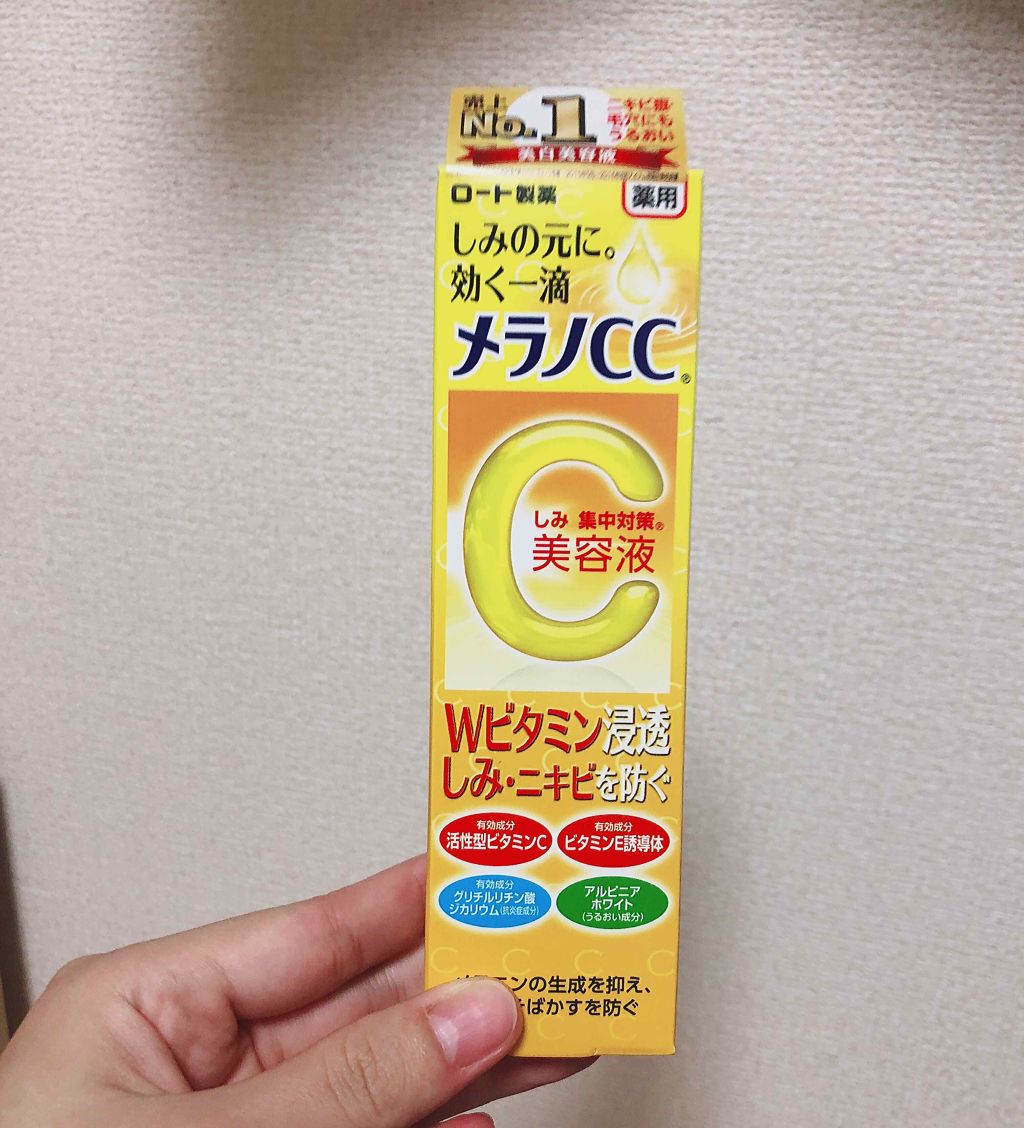 売上
No.1
ニキビ痕・
毛穴にも
うるおい
美白美容液
ロート製薬
薬用
しみの元に。
効く一滴
メラノCC®
しみ 集中対策®
美容液
Wビタミン浸透
しみ・ニキビを防ぐ
有効成分
活性型ビタミンC
有効成分
ビタミンE誘導体
有効成分
グリチルリチン酸
ジカリウム(抗炎症成分)
アルピニア
ホワイト
(うるおい成分)
の生成を抑え、
そばかすを防ぐ